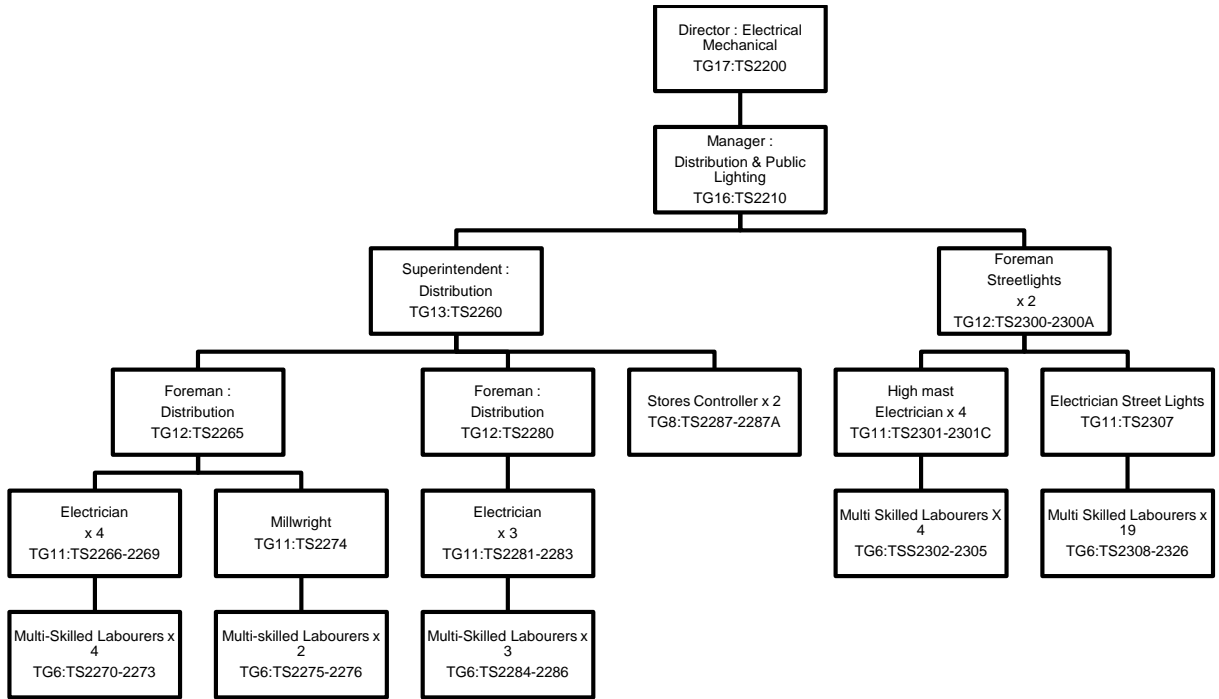 Director : Electrical
Mechanical
TG17:TS2200
Manager :
Distribution & Public
Lighting
TG16:TS2210
Superintendent :
Distribution
TG13:TS2260
Foreman
Streetlights
x 2
TG12:TS2300-2300A
Foreman :
Distribution
TG12:TS2265
Foreman :
Distribution
TG12:TS2280
Stores Controller x 2
TG8:TS2287-2287A
High mast
Electrician x 4
TG11:TS2301-2301C
Electrician Street Lights
TG11:TS2307
Electrician
x 4
TG11:TS2266-2269
Millwright
TG11:TS2274
Electrician
x 3
TG11:TS2281-2283
Multi Skilled Labourers X
4
TG6:TSS2302-2305
Multi Skilled Labourers x
19
TG6:TS2308-2326
Multi-Skilled Labourers x
4
TG6:TS2270-2273
Multi-skilled Labourers x
2
TG6:TS2275-2276
Multi-Skilled Labourers x
3
TG6:TS2284-2286